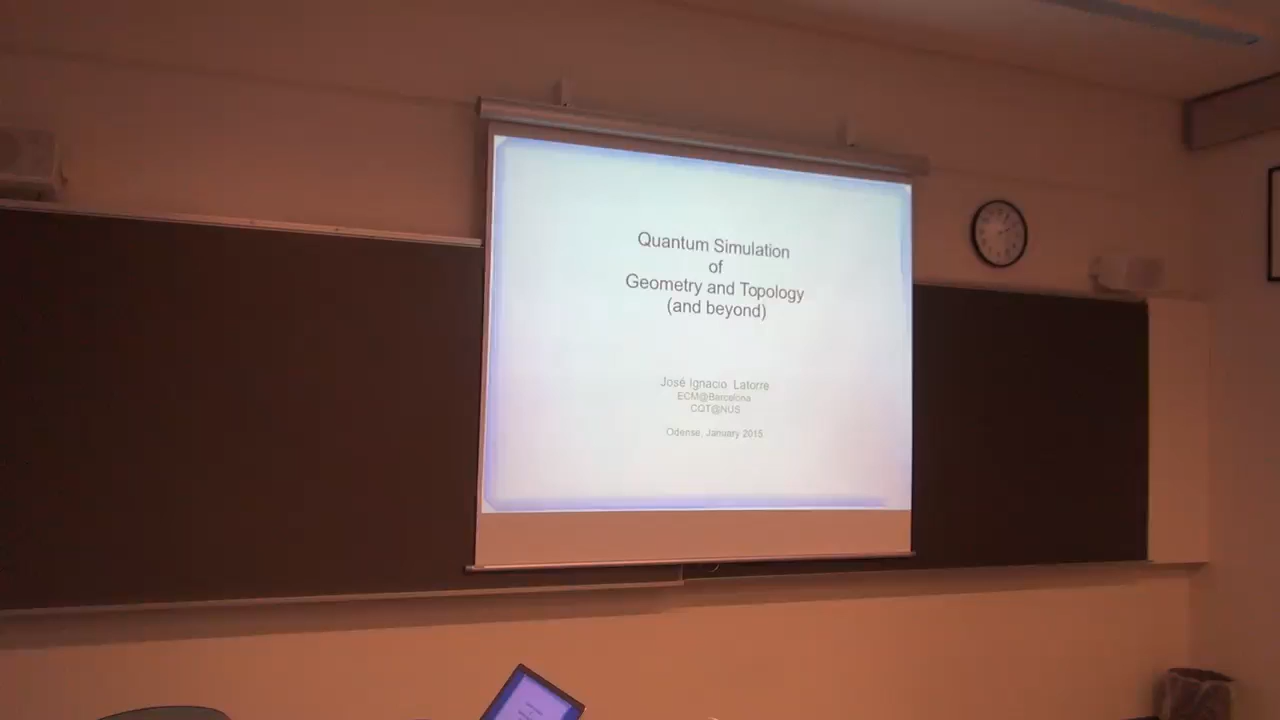 Quantum Simulation
of
Geometry and Topology
(and beyond)
José Ignacio Latorre
ECM@Barcelona
CQT@NUS
Odense, January 2015